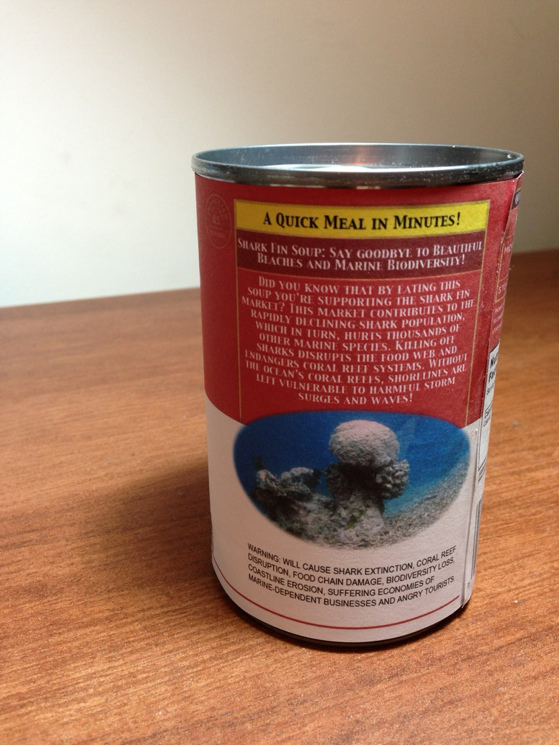 A QUICK MEAL IN MINUTES!
SHARK FIN SOUP: SAY GOODBYE TO BEAUTIFUL
BEACHES AND MARINE BIODIVERSITY!
DID YOU KNOW THAT BY EATING THIS
SOUP YOU'RE SUPPORTING THE SHARK FIN
MARKET? THIS MARKET CONTRIBUTES TO THE
RAPIDLY DECLINING SHARK POPULATION,
WHICH IN TURN, HURTS THOUSANDS OF
OTHER MARINE SPECIES. KILLING OFF
SHARKS DISRUPTS THE FOOD WEB AND
ENDANGERS CORAL REEF SYSTEMS. WITHOUT
THE OCEAN'S CORAL REEFS, SHORELINES ARE
LEFT VULNERABLE TO HARMFUL STORM
SURGES AND WAVES!
WARNING: WILL CAUSE SHARK EXTINCTION, CORAL REEF
DISRUPTION, FOOD CHAIN DAMAGE, BIODIVERSITY LOSS,
COASTLINE EROSION, SUFFERING ECONOMIES OF
MARINE-DEPENDENT BUSINESSES AND ANGRY TOURISTS.